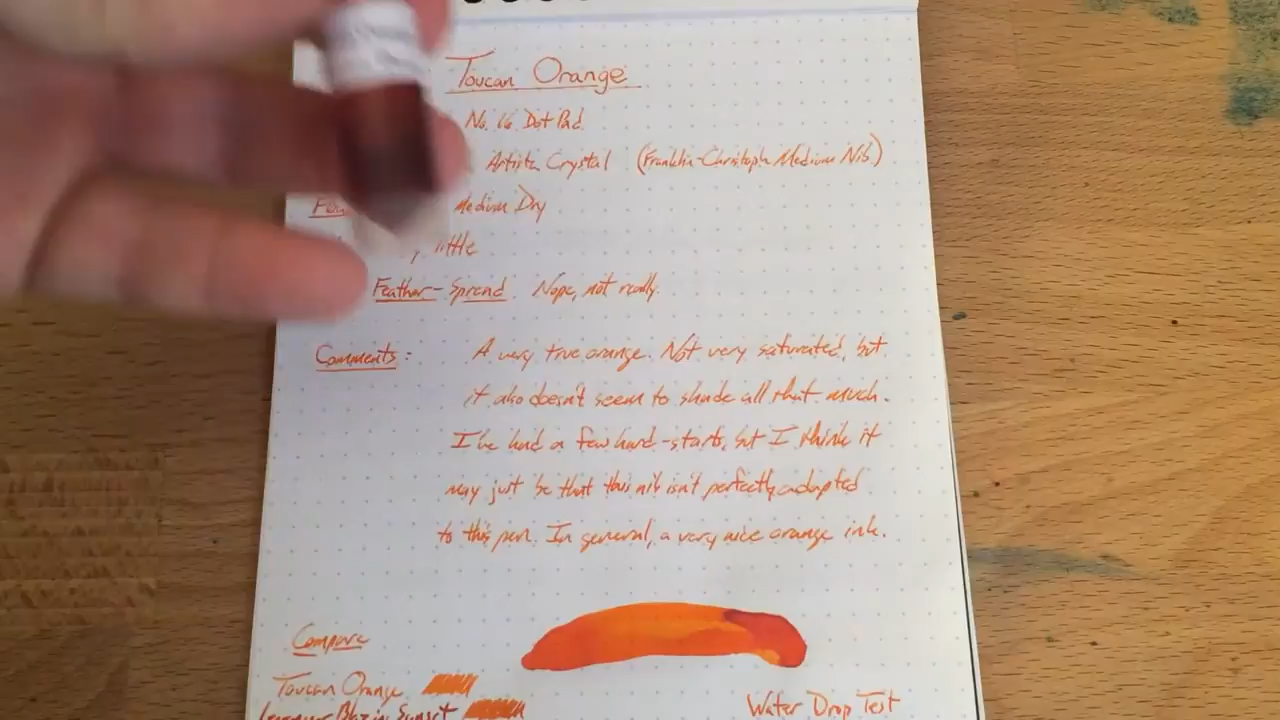 Toucan Orange
No. 16 Dot Pad
Artista Crystal (Franklin-Christoph Medium Nib)
Medium Dry
little
Feather-Spread Nope, not really.
Comments: A very true orange. Not very saturated, but
it also doesn't seem to shade all that much.
I've had a few hard-starts, but I think it
may just be that this nib isn't perfectly adapted
to this pen. In general, a very nice orange ink.
Compare
Toucan Orange
Blazin Sunset
Water Drop Test